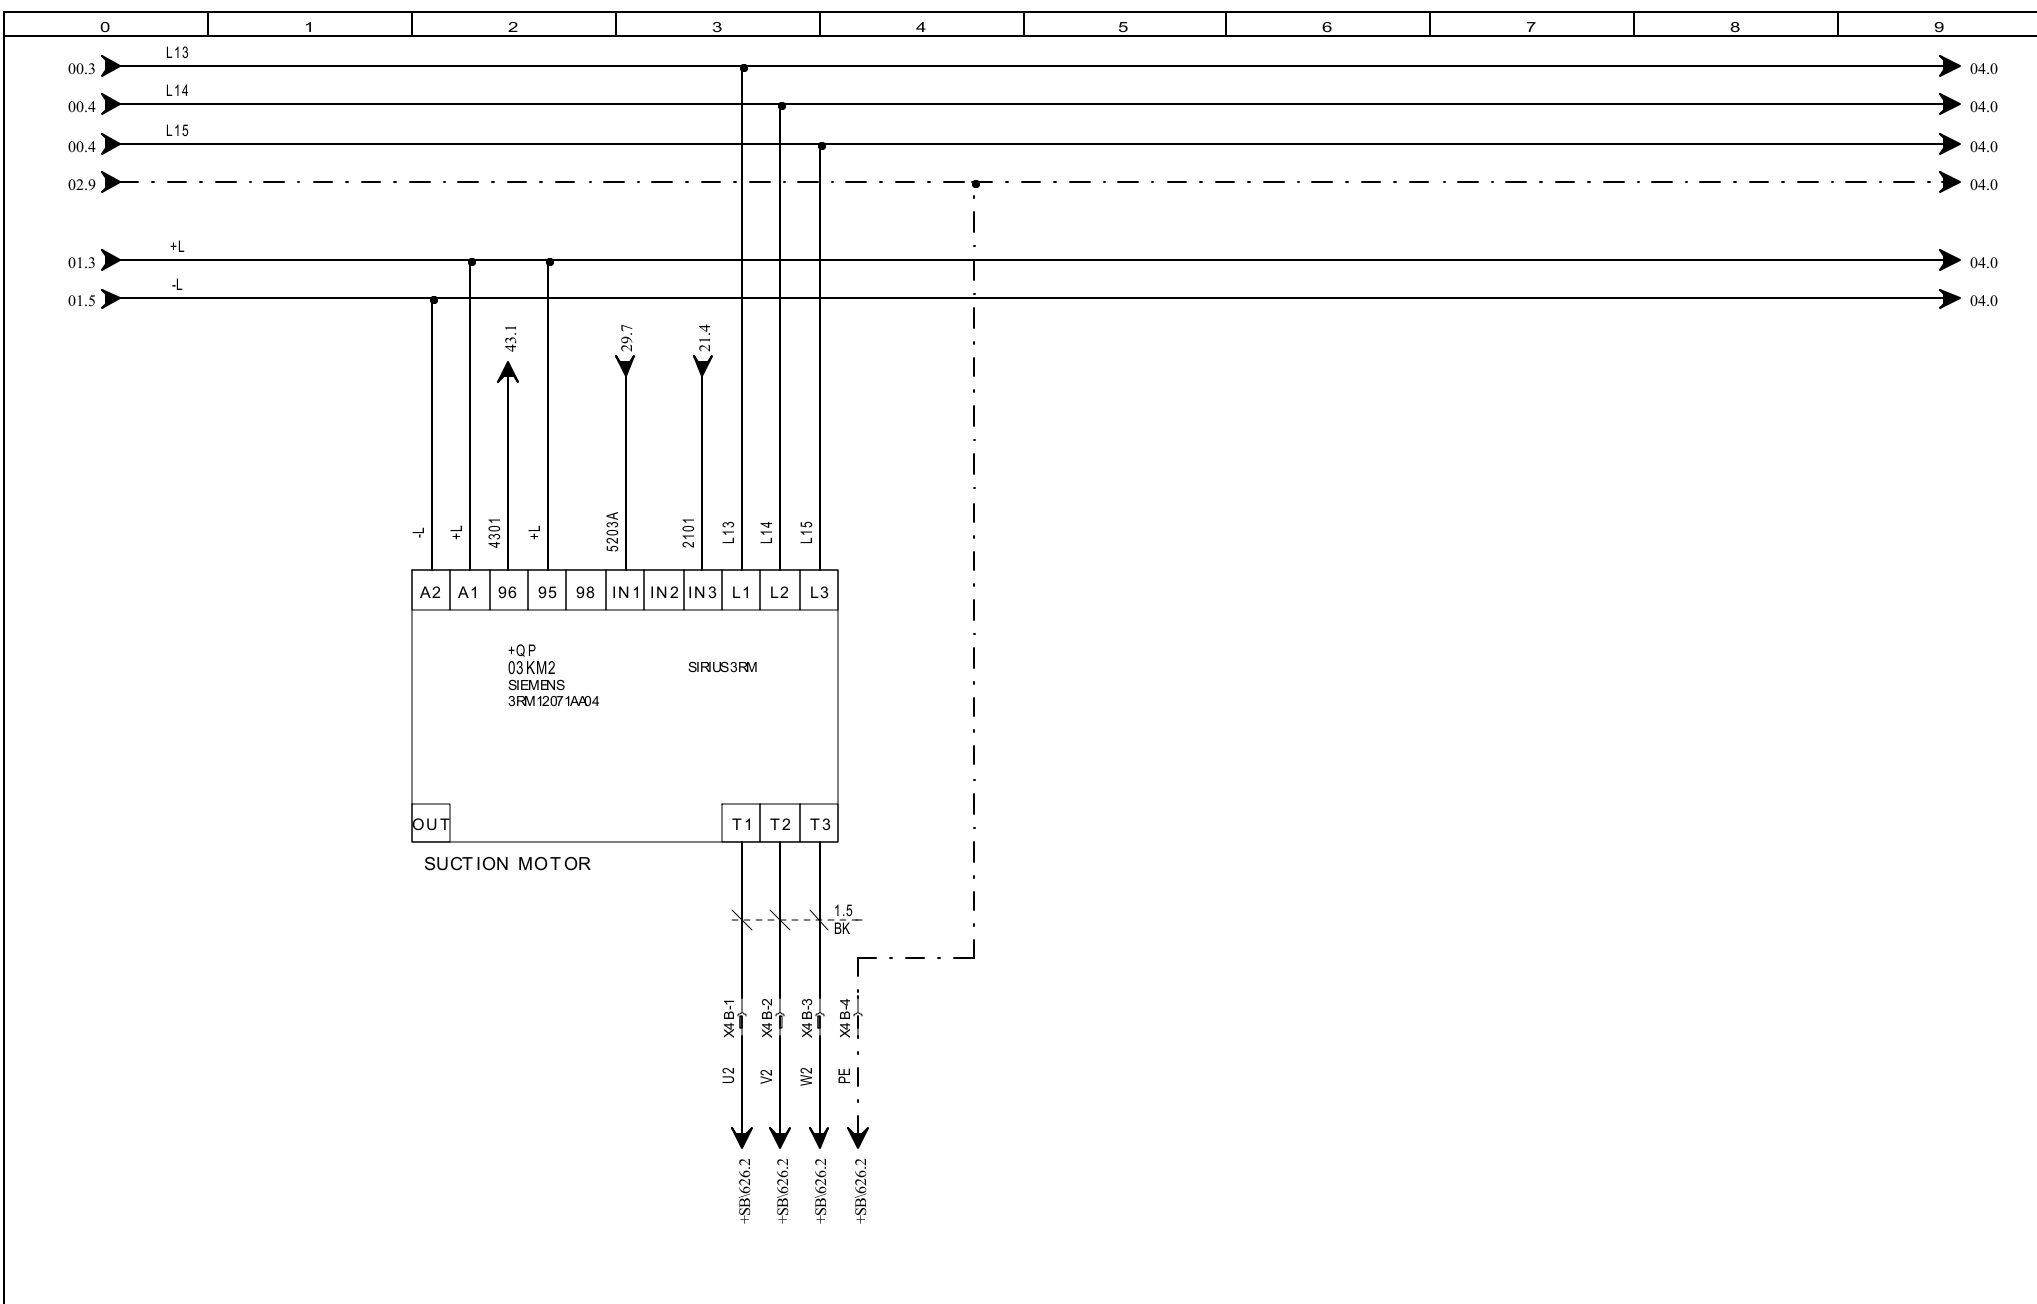 0 1 2 3 4 5 6 7 8 9
L13
00.3 04.0
L14
00.4 04.0
L15
00.4 04.0
02.9 04.0
+L
01.3 04.0
-L
01.5 04.0
43.1 29.7 21.4
-L +L 4301 +L 5203A 2101 L13 L14 L15
A2 A1 96 95 98 IN1 IN2 IN3 L1 L2 L3
+QP
03KM2 SIRIUS3RM
SIEMENS
3RM12071AA04
OUT T1 T2 T3
SUCTION MOTOR
1.5
BK
X4B-1 X4B-2 X4B-3 X4B-4
U2 V2 W2 PE
+SB\626.2 +SB\626.2 +SB\626.2 +SB\626.2